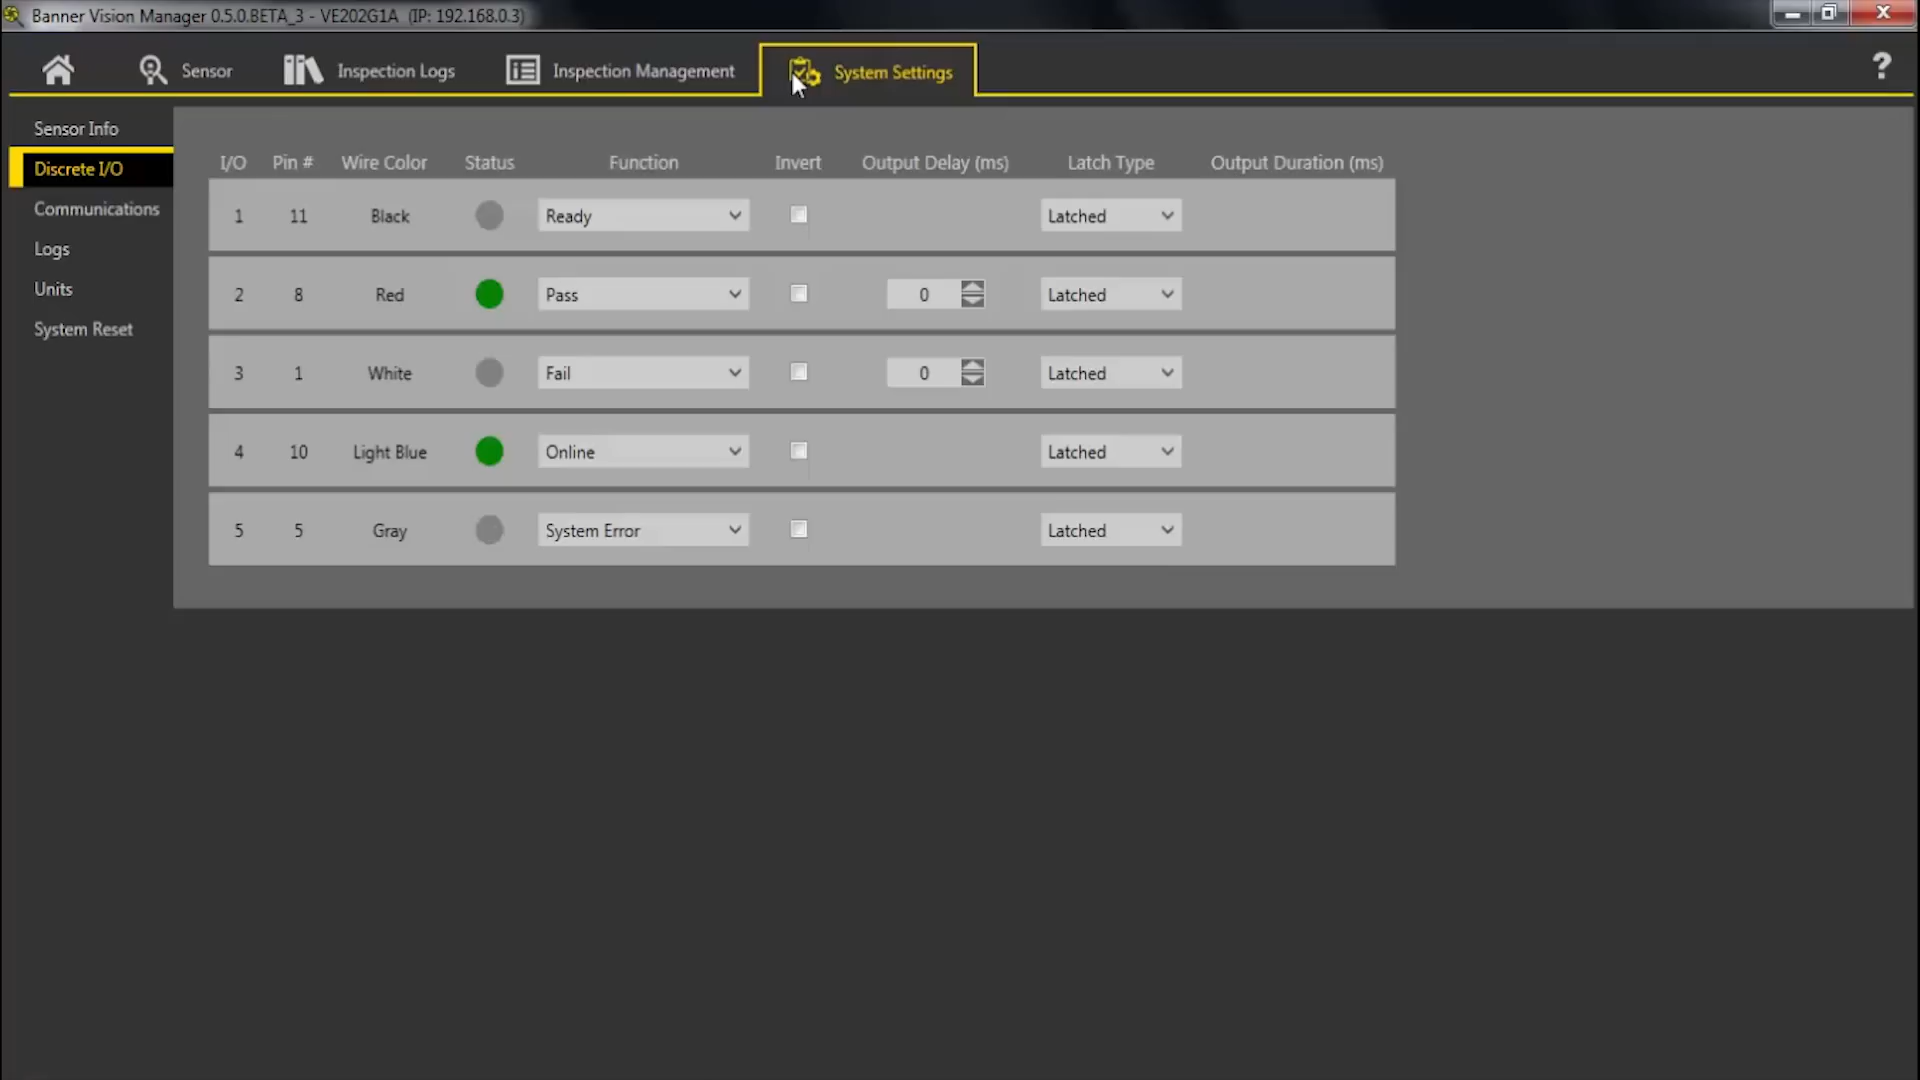 Banner Vision Manager 0.5.0.BETA_3 - VE202G1A (IP: 192.168.0.3)
Sensor Inspection Logs Inspection Management System Settings ?
Sensor Info
Discrete I/O
Communications
Logs
Units
System Reset
I/O Pin # Wire Color Status Function Invert Output Delay (ms) Latch Type Output Duration (ms)
1 11 Black Ready Latched
2 8 Red Pass 0 Latched
3 1 White Fail 0 Latched
4 10 Light Blue Online Latched
5 5 Gray System Error Latched